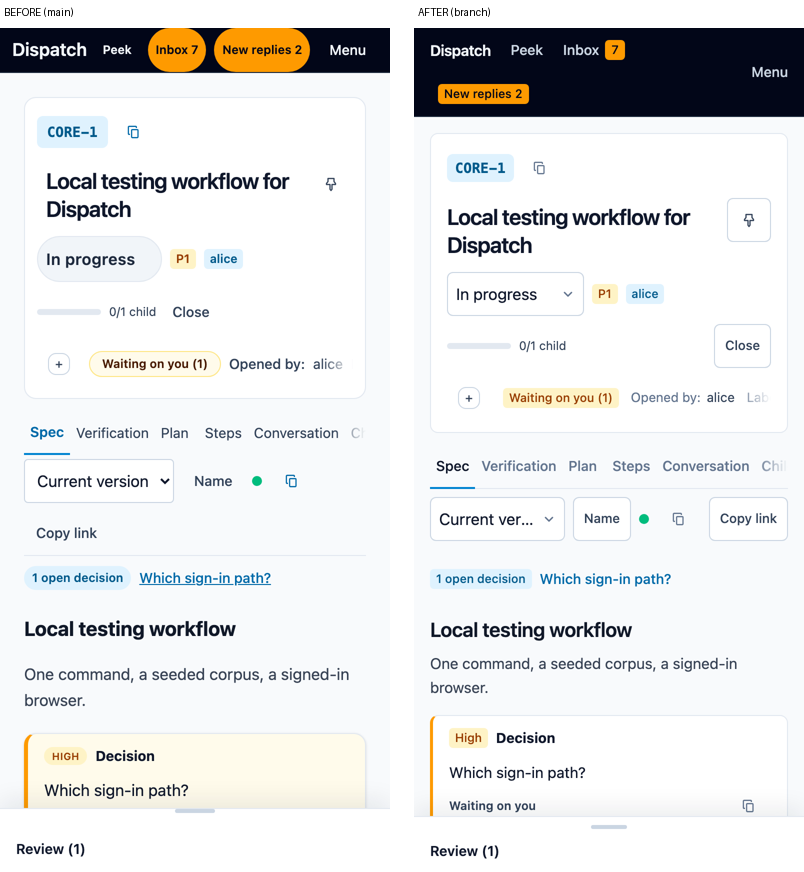 BEFORE (main)
Dispatch Peek Inbox 7 New replies 2 Menu
CORE-1
Local testing workflow for
Dispatch
In progress P1 alice
0/1 child Close
+ Waiting on you (1) Opened by: alice
Spec Verification Plan Steps Conversation C
Current version Name
Copy link
1 open decision Which sign-in path?
Local testing workflow
One command, a seeded corpus, a signed-in
browser.
HIGH Decision
Which sign-in path?
Review (1)
AFTER (branch)
Dispatch Peek Inbox 7
Menu
New replies 2
CORE-1
Local testing workflow for
Dispatch
In progress P1 alice
0/1 child Close
+ Waiting on you (1) Opened by: alice Lab
Spec Verification Plan Steps Conversation Chi
Current ver... Name Copy link
1 open decision Which sign-in path?
Local testing workflow
One command, a seeded corpus, a signed-in
browser.
High Decision
Which sign-in path?
Waiting on you
Review (1)